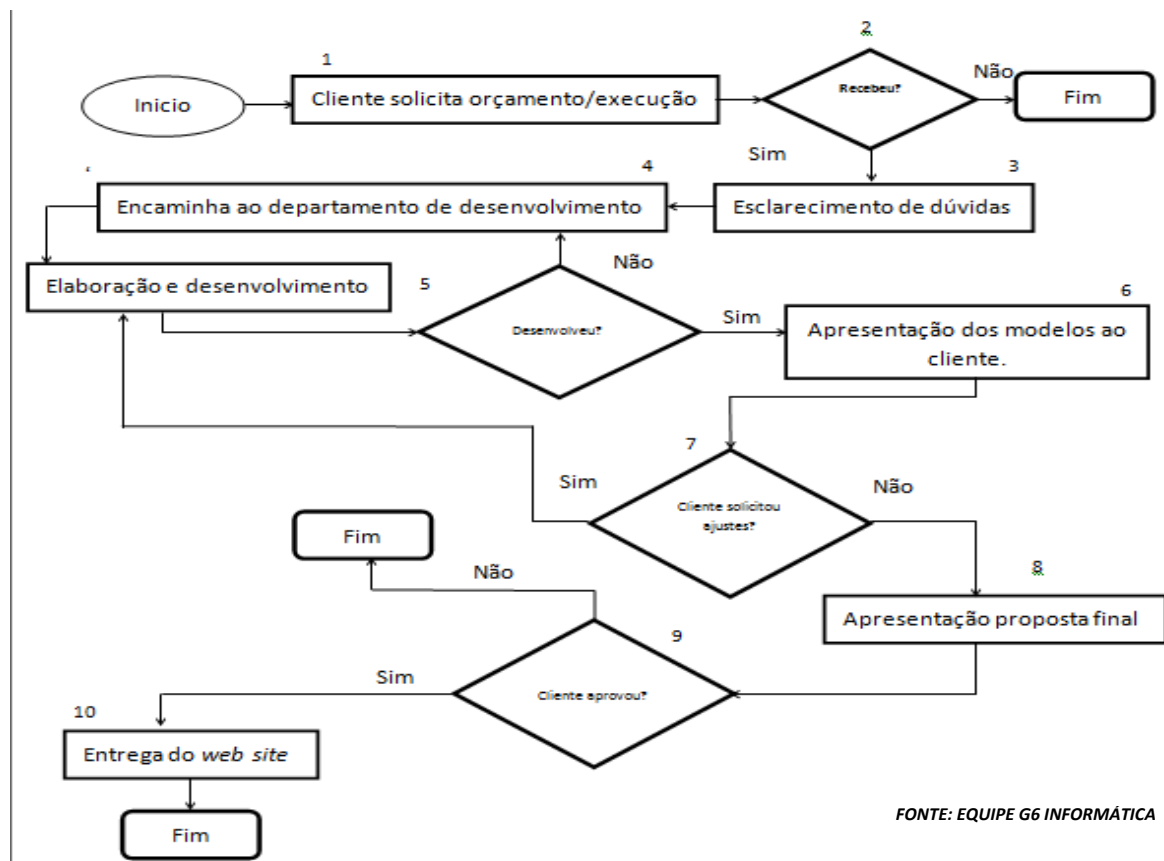 1
2
Inicio
Cliente solicita orçamento/execução
Recebeu?
Não
Fim
Sim
3
4
Encaminha ao departamento de desenvolvimento
Esclarecimento de dúvidas
Não
Elaboração e desenvolvimento
5
Desenvolveu?
Sim
6
Apresentação dos modelos ao
cliente.
7
Sim
Cliente solicitou
ajustes?
Não
Fim
Não
8
Apresentação proposta final
9
Sim
Cliente aprovou?
10
Entrega do web site
Fim
FONTE: EQUIPE G6 INFORMÁTICA